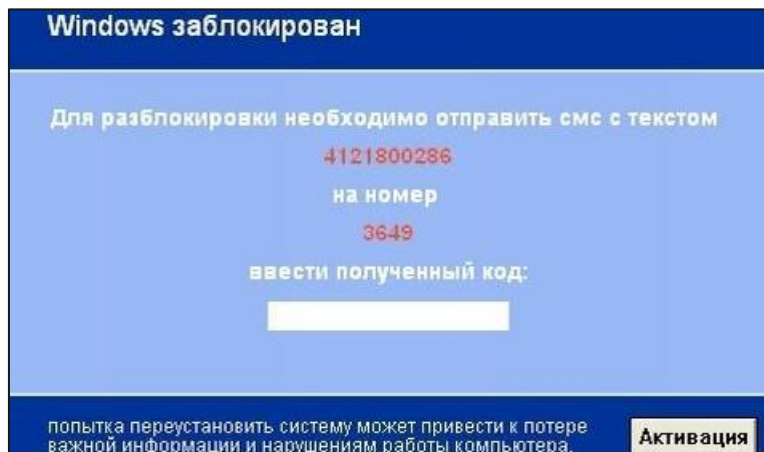 Windows заблокирован
Для разблокировки необходимо отправить смс с текстом
4121800286
на номер
3649
ввести полученный код:
попытка переустановить систему может привести к потере
важной информации и нарушениям работы компьютера.
Активация